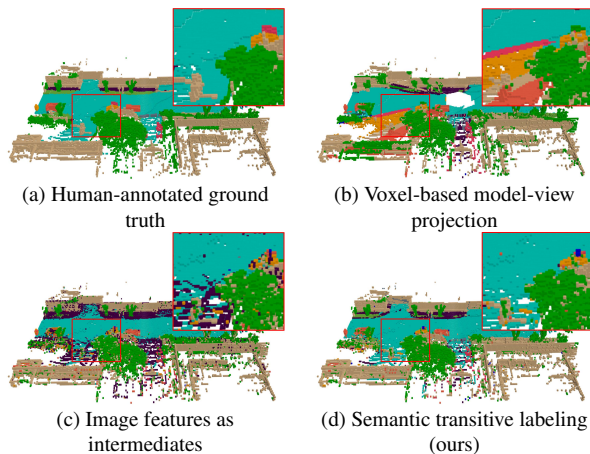 (a) Human-annotated ground
truth
(b) Voxel-based model-view
projection
(c) Image features as
intermediates
(d) Semantic transitive labeling
(ours)